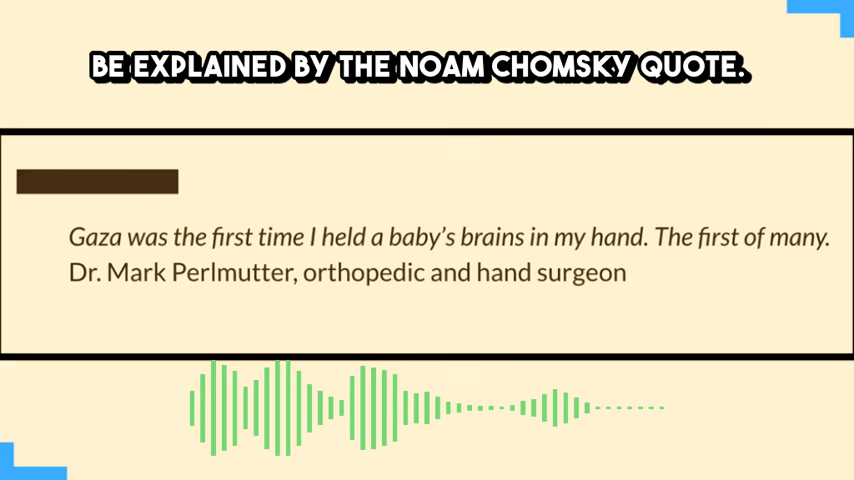 BE EXPLAINED BY THE NOAM CHOMSKY QUOTE.
Gaza was the first time I held a baby's brains in my hand. The first of many.
Dr. Mark Perlmutter, orthopedic and hand surgeon